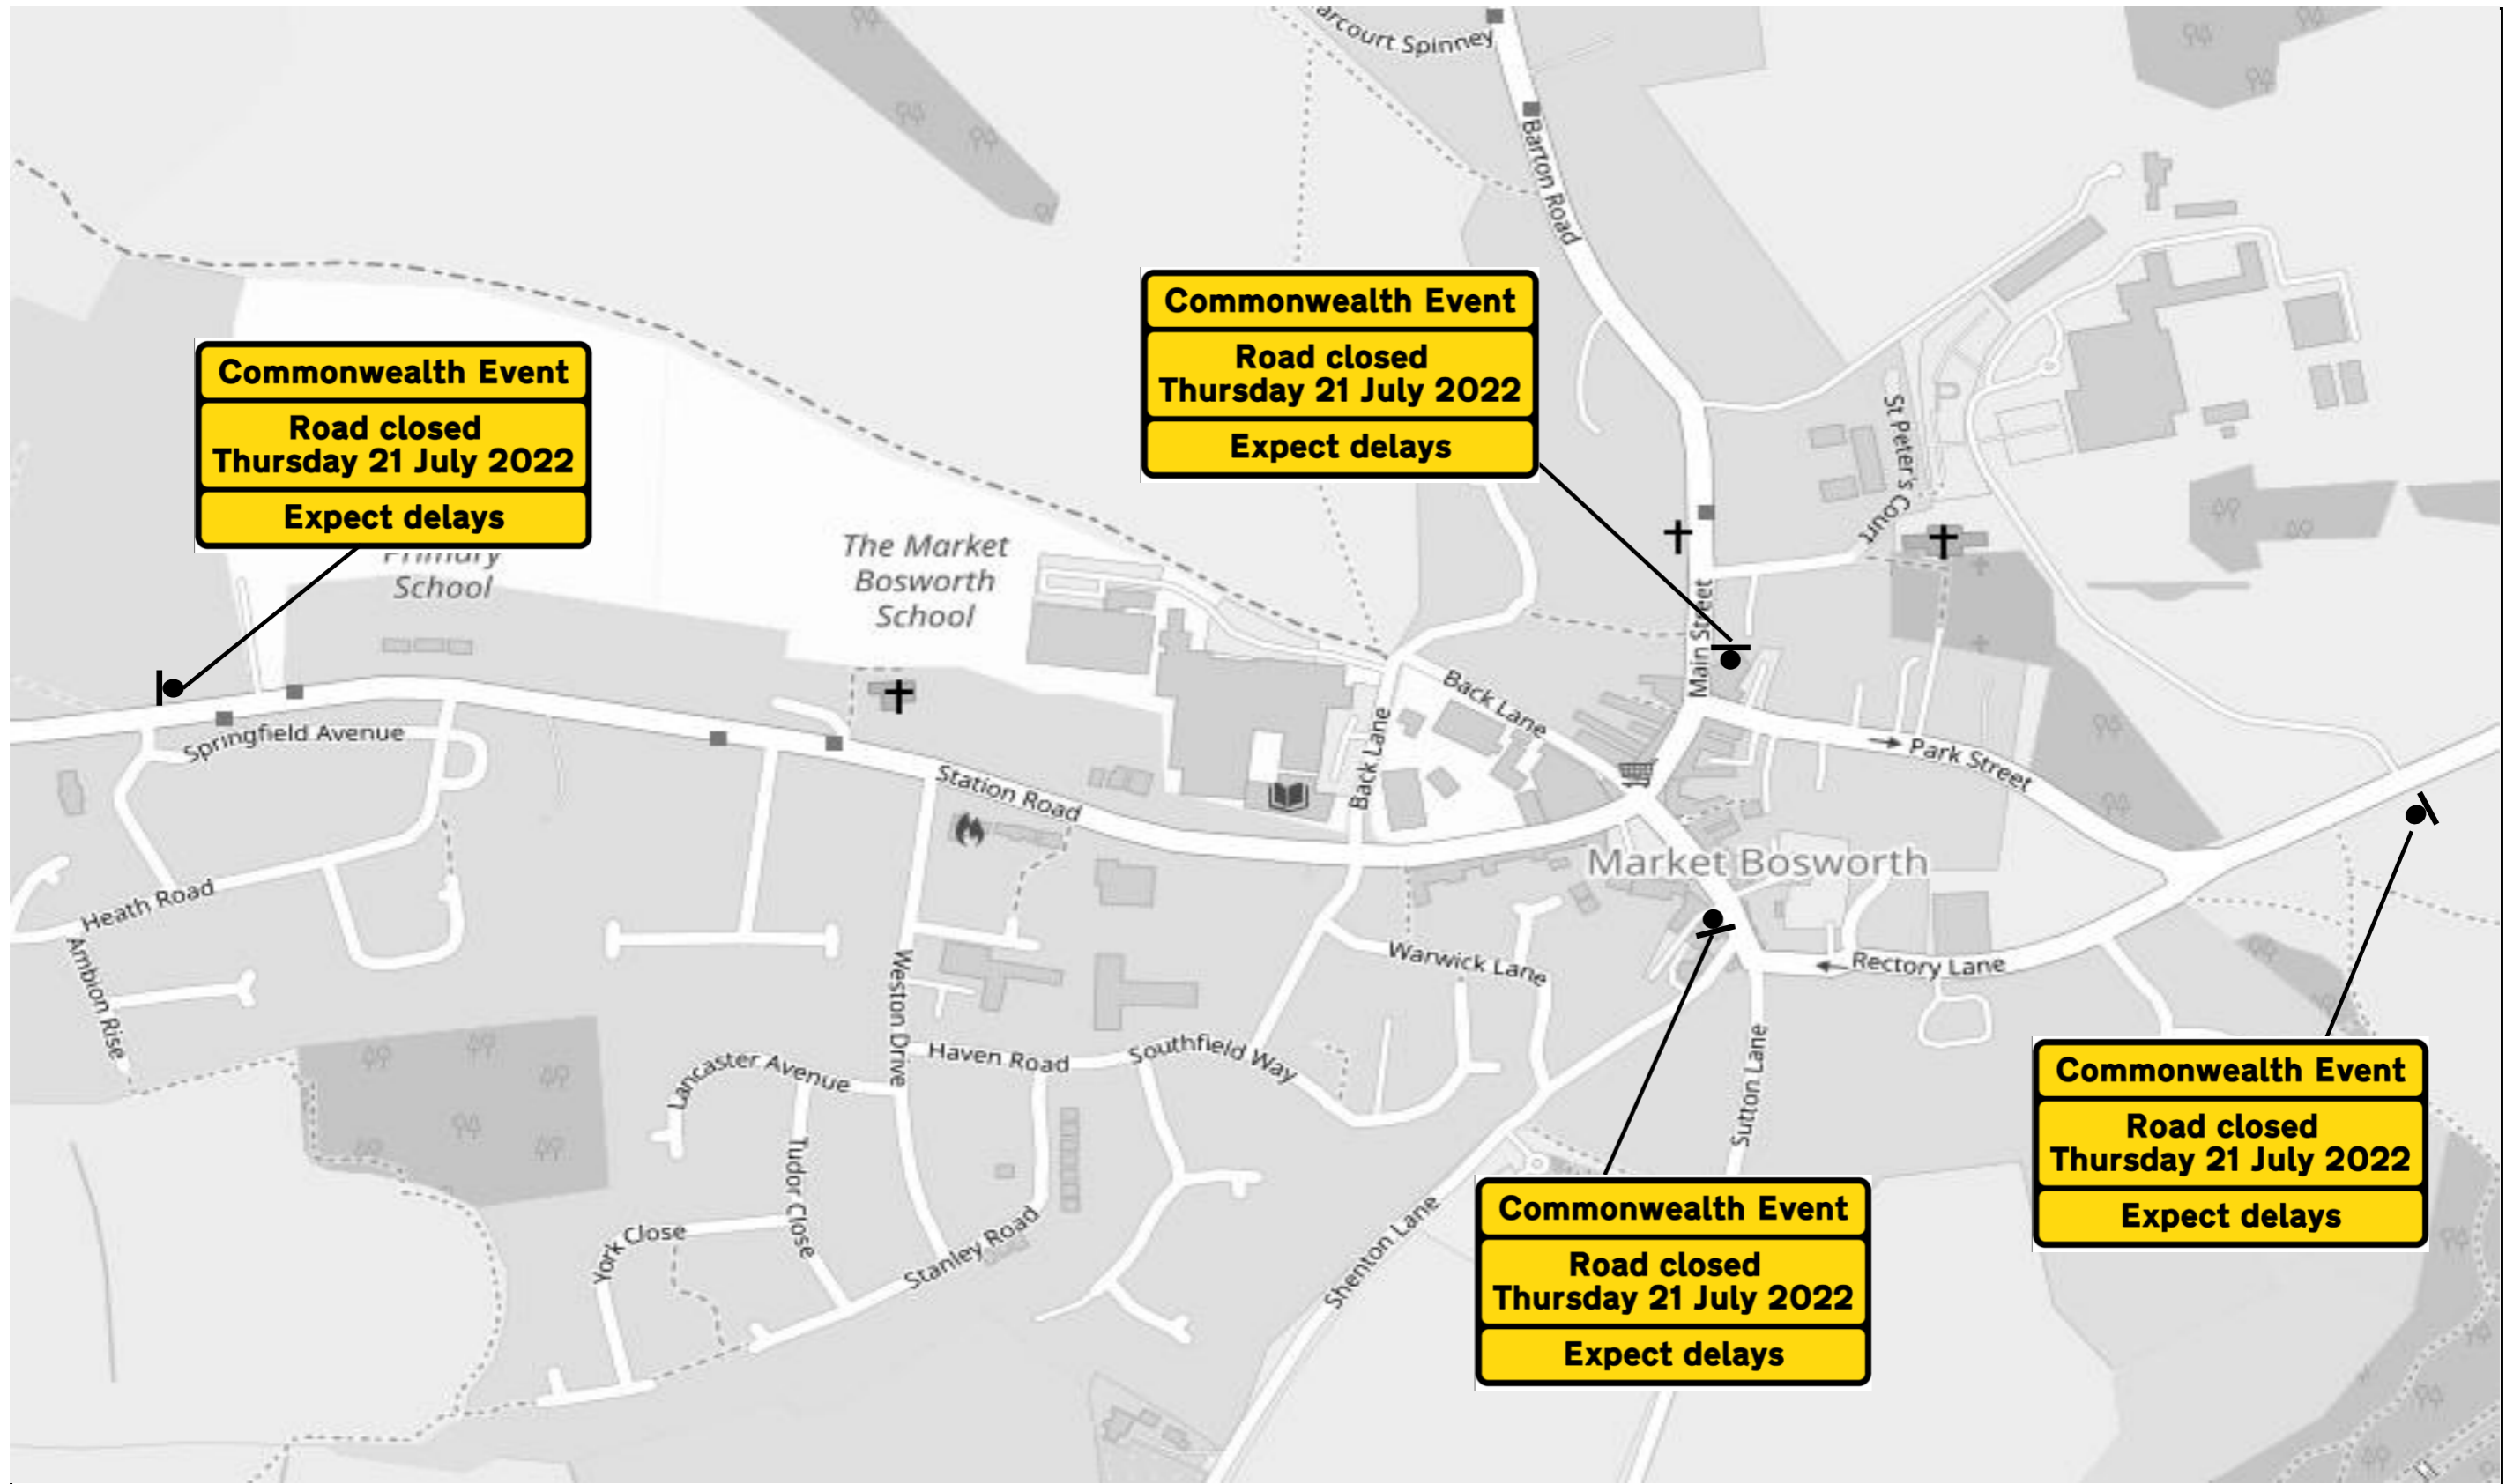 arcourt Spinney
Barton Road
Commonwealth Event
Road closed
Thursday 21 July 2022
Expect delays
Commonwealth Event
Road closed
Thursday 21 July 2022
Expect delays
P
St Peter's Court
Primary
School
The Market
Bosworth
School
Main Street
Back Lane
Back Lane
Springfield Avenue
Station Road
Park Street
Market Bosworth
Heath Road
Ambion Rise
Weston Drive
Warwick Lane
Rectory Lane
Lancaster Avenue
Haven Road
Southfield Way
Sutton Lane
Tudor Close
York Close
Stanley Road
Shenton Lane
Commonwealth Event
Road closed
Thursday 21 July 2022
Expect delays
Commonwealth Event
Road closed
Thursday 21 July 2022
Expect delays